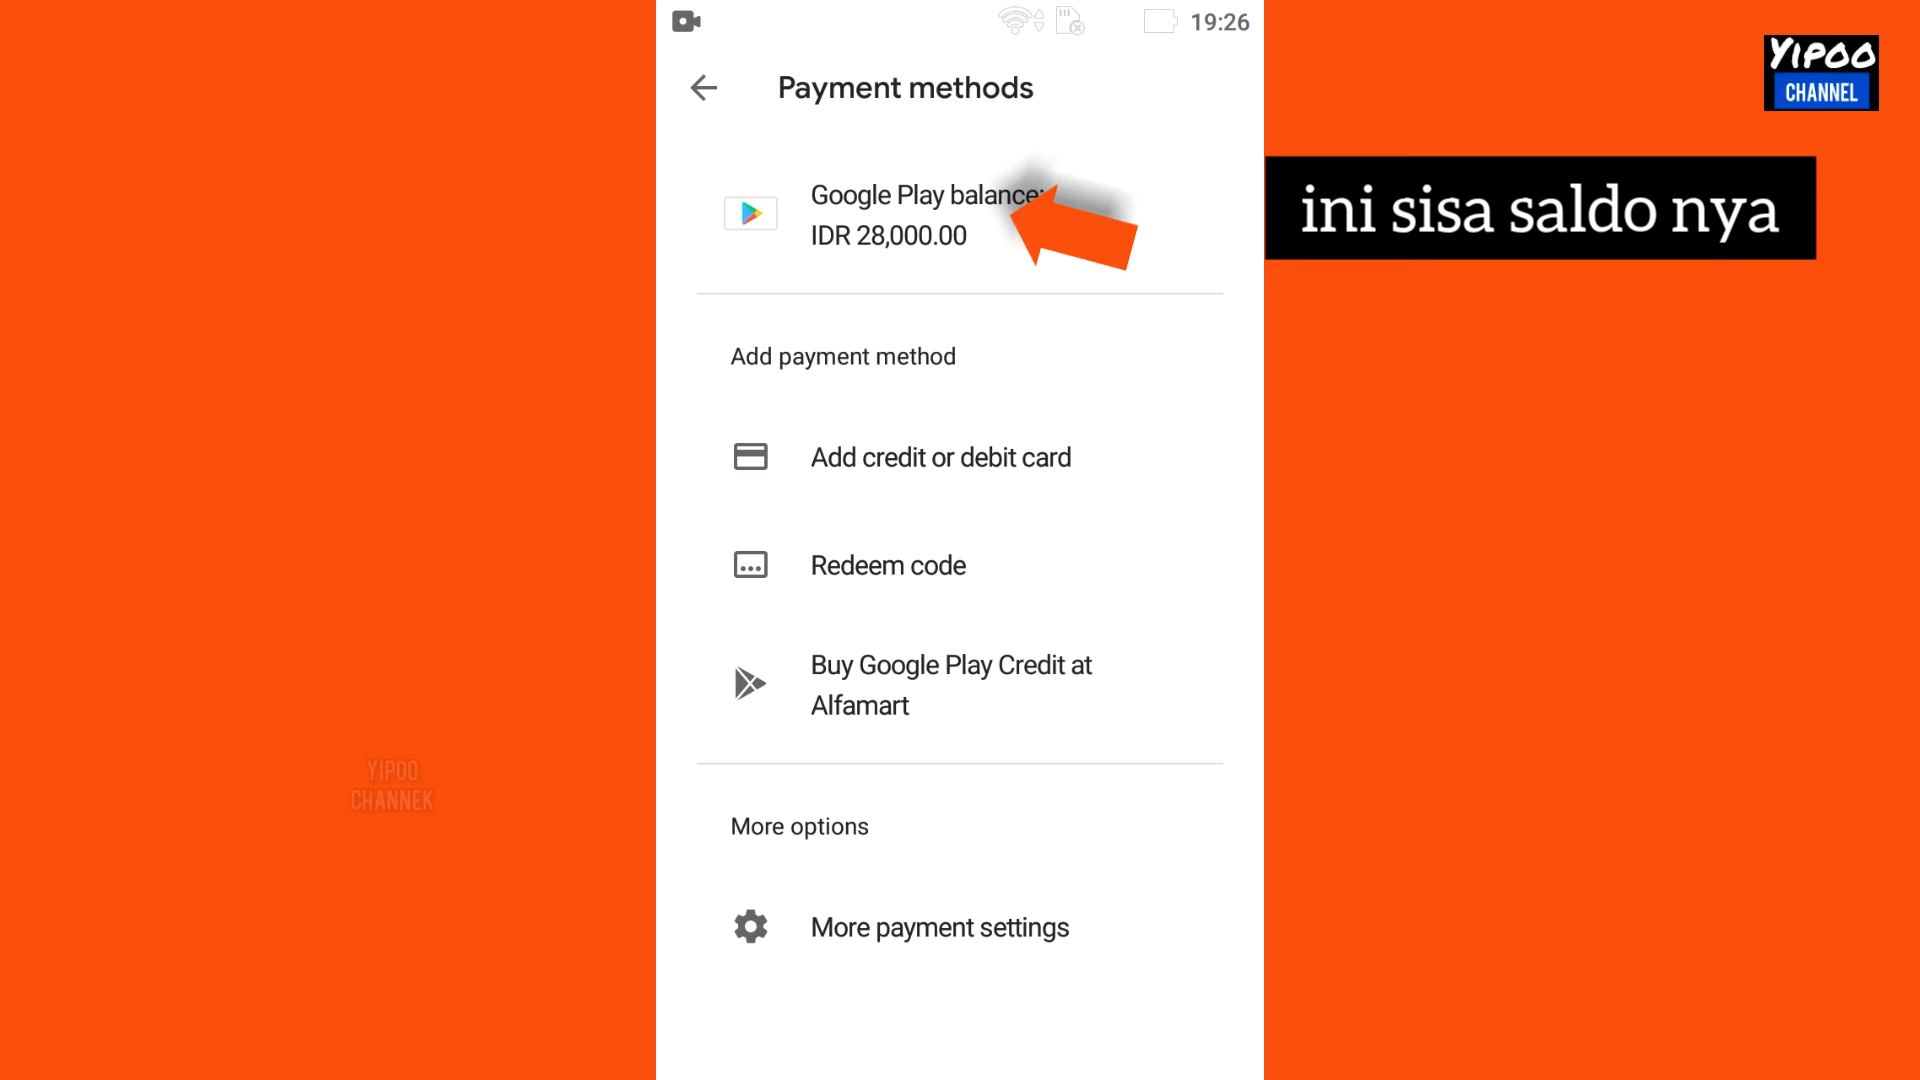 19:26
YIPOO
CHANNEL
Payment methods
Google Play balance:
IDR 28,000.00
ini sisa saldo nya
Add payment method
Add credit or debit card
Redeem code
Buy Google Play Credit at
Alfamart
YIPOO
CHANNEK
More options
More payment settings